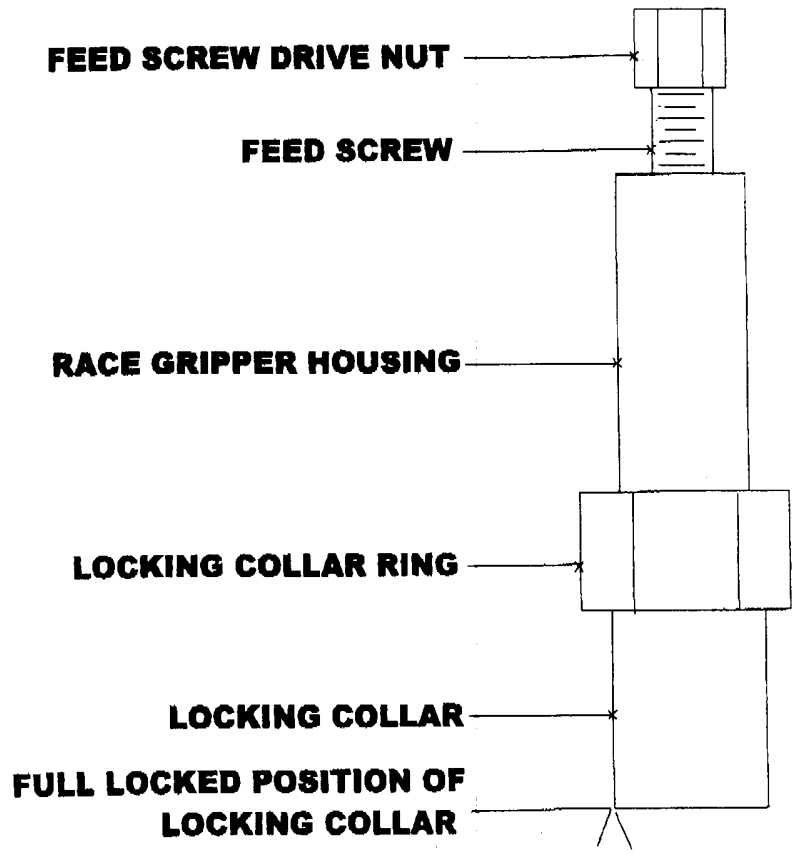 FEED SCREW DRIVE NUT
FEED SCREW
RACE GRIPPER HOUSING
LOCKING COLLAR RING
LOCKING COLLAR
FULL LOCKED POSITION OF
LOCKING COLLAR